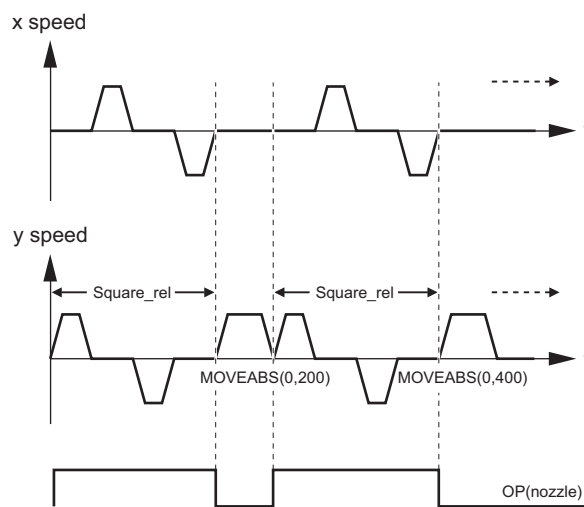 x speed
y speed
Square_rel
Square_rel
MOVEABS(0,200)
MOVEABS(0,400)
OP(nozzle)